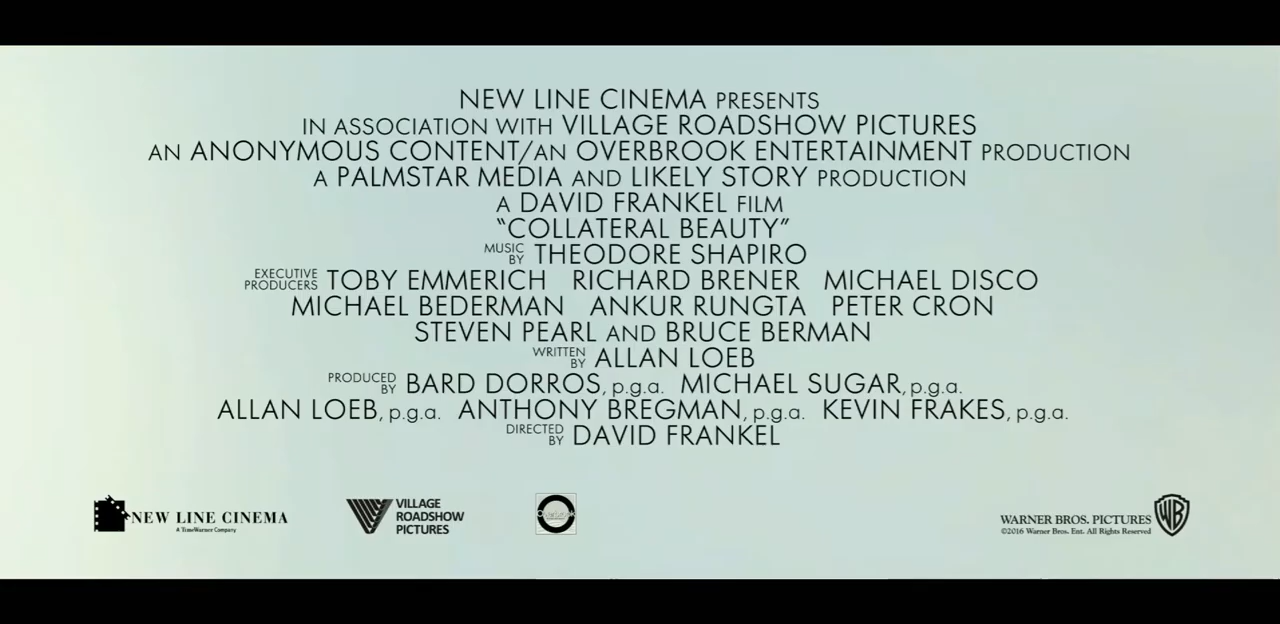 NEW LINE CINEMA PRESENTS
IN ASSOCIATION WITH VILLAGE ROADSHOW PICTURES
AN ANONYMOUS CONTENT/AN OVERBROOK ENTERTAINMENT PRODUCTION
A PALMSTAR MEDIA AND LIKELY STORY PRODUCTION
A DAVID FRANKEL FILM
“COLLATERAL BEAUTY”
MUSIC BY THEODORE SHAPIRO
EXECUTIVE PRODUCERS TOBY EMMERICH RICHARD BRENER MICHAEL DISCO
MICHAEL BEDERMAN ANKUR RUNGTA PETER CRON
STEVEN PEARL AND BRUCE BERMAN
WRITTEN BY ALLAN LOEB
PRODUCED BY BARD DORROS, p.g.a. MICHAEL SUGAR, p.g.a.
ALLAN LOEB, p.g.a. ANTHONY BREGMAN, p.g.a. KEVIN FRAKES, p.g.a.
DIRECTED BY DAVID FRANKEL
NEW LINE CINEMA
A TimeWarner Company
VILLAGE
ROADSHOW
PICTURES
WARNER BROS. PICTURES
©2016 Warner Bros. Ent. All Rights Reserved
WB